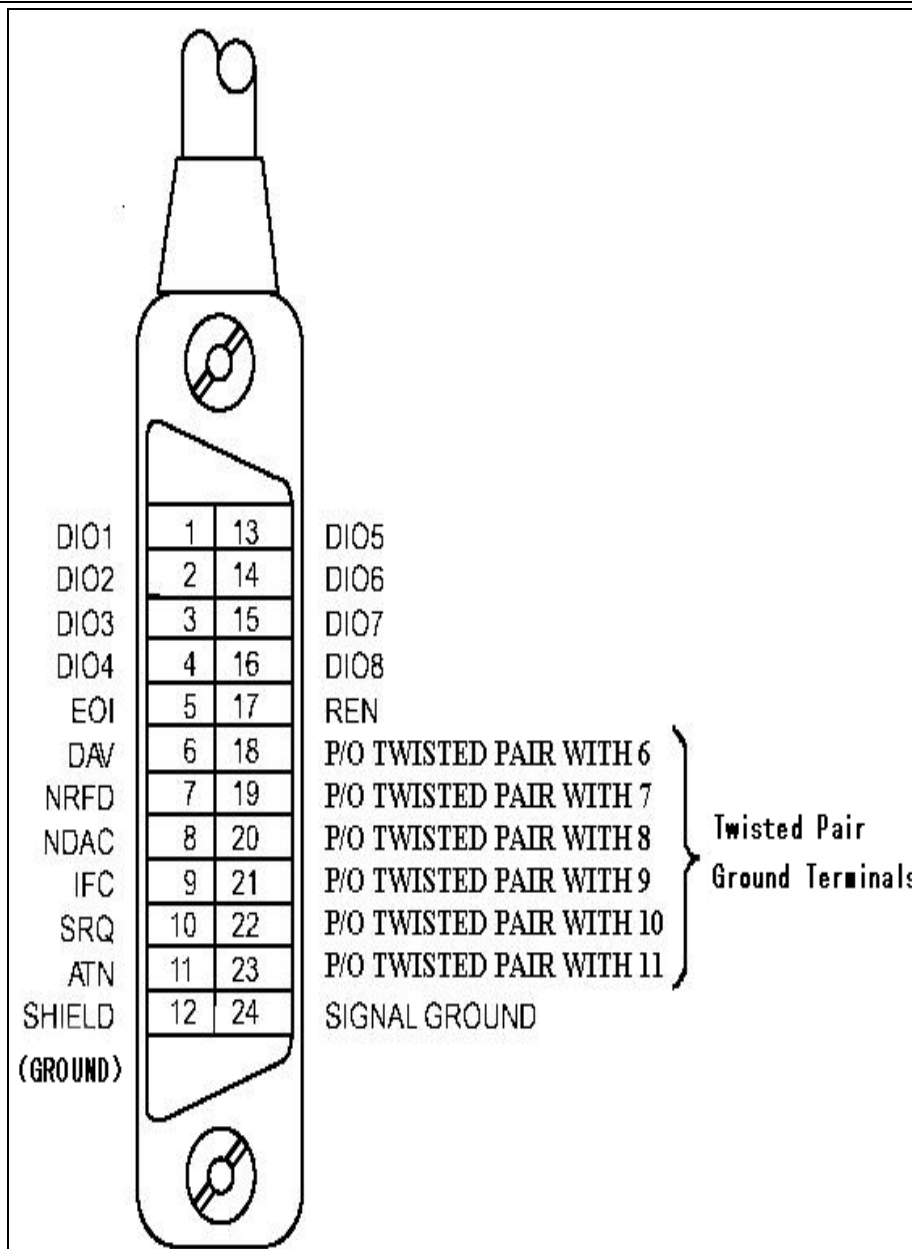 DIO1 1 13 DIO5
DIO2 2 14 DIO6
DIO3 3 15 DIO7
DIO4 4 16 DIO8
EOI 5 17 REN
DAV 6 18 P/O TWISTED PAIR WITH 6
NRFD 7 19 P/O TWISTED PAIR WITH 7
NDAC 8 20 P/O TWISTED PAIR WITH 8
IFC 9 21 P/O TWISTED PAIR WITH 9
SRQ 10 22 P/O TWISTED PAIR WITH 10
ATN 11 23 P/O TWISTED PAIR WITH 11
SHIELD 12 24 SIGNAL GROUND
(GROUND)
Twisted Pair
Ground Terminals